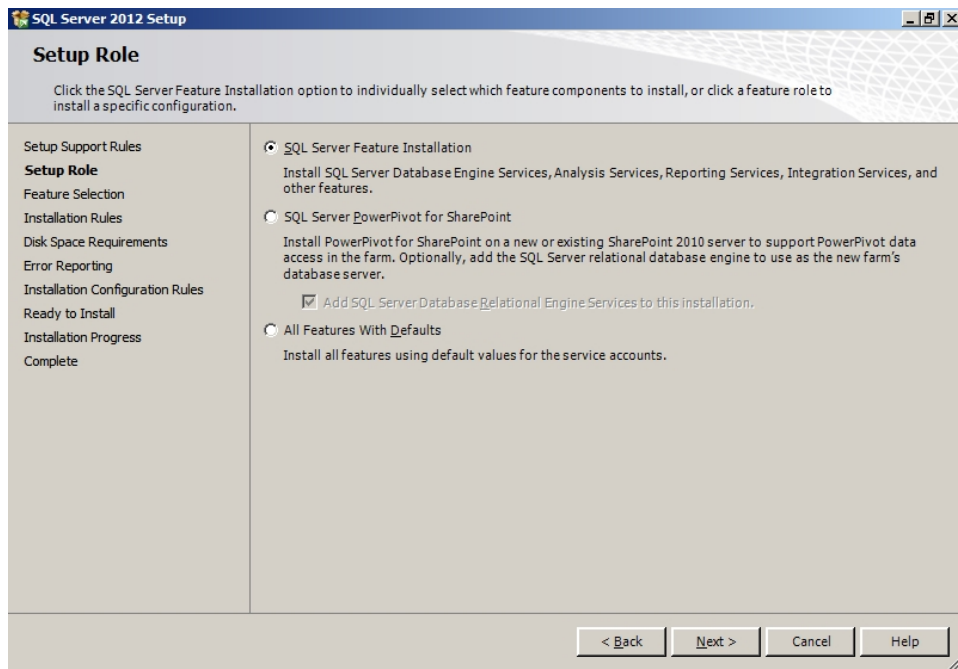 SQL Server 2012 Setup
Setup Role
Click the SQL Server Feature Installation option to individually select which feature components to install, or click a feature role to
install a specific configuration.
Setup Support Rules
Setup Role
Feature Selection
Installation Rules
Disk Space Requirements
Error Reporting
Installation Configuration Rules
Ready to Install
Installation Progress
Complete
SQL Server Feature Installation
Install SQL Server Database Engine Services, Analysis Services, Reporting Services, Integration Services, and
other features.
SQL Server PowerPivot for SharePoint
Install PowerPivot for SharePoint on a new or existing SharePoint 2010 server to support PowerPivot data
access in the farm. Optionally, add the SQL Server relational database engine to use as the new farm's
database server.
Add SQL Server Database Relational Engine Services to this installation.
All Features With Defaults
Install all features using default values for the service accounts.
< Back
Next >
Cancel
Help